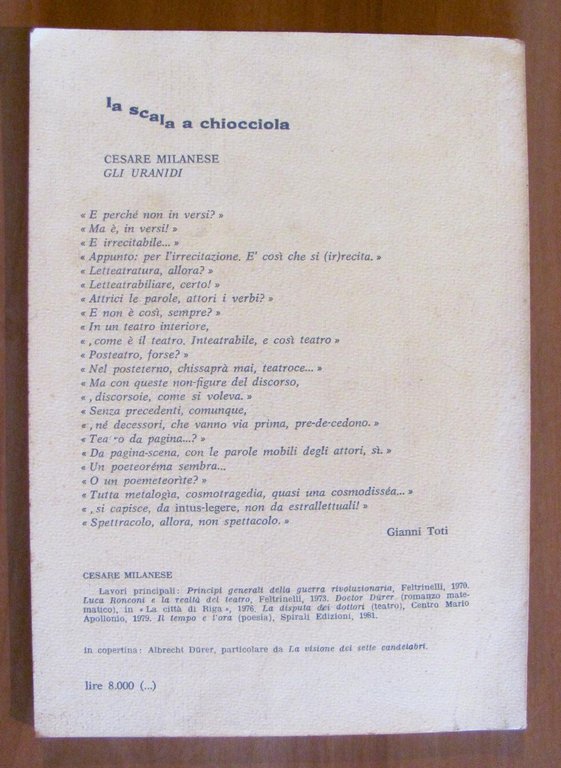 la scala a chiocciola
CESARE MILANESE
GLI URANIDI
« E perché non in versi? »
« Ma è, in versi! »
« E irrecitabile... »
« Appunto: per l'irrecitazione. E' così che si (ir)recita. »
« Letteatratura, allora? »
« Letteatrabiliare, certo! »
« Attrici le parole, attori i verbi? »
« E non è così, sempre? »
« In un teatro interiore,
« , come è il teatro. Inteatrabile, e così teatro »
« Posteatro, forse? »
« Nel posteterno, chissaprà mai, teatroce... »
« Ma con queste non-figure del discorso,
« , discorsoie, come si voleva. »
« Senza precedenti, comunque,
« , né decessori, che vanno via prima, pre-de-cedono. »
« Tea o da pagina...? »
« Da pagina-scena, con le parole mobili degli attori, sì. »
« Un poeteoréma sembra...
« O un poemeteorìte? »
« Tutta metalogìa, cosmotragedia, quasi una cosmodisséa... »
« , si capisce, da intus-legere, non da estrallettuali! »
« Spettracolo, allora, non spettacolo. »
Gianni Toti
CESARE MILANESE
Lavori principali: Principi generali della guerra rivoluzionaria, Feltrinelli, 1970.
Luca Ronconi e la realtà del teatro, Feltrinelli, 1973. Doctor Dürer (romanzo mate-
matico), in « La città di Riga », 1976. La disputa dei dottori (teatro), Centro Mario
Apollonio, 1979. Il tempo e l'ora (poesia), Spirali Edizioni, 1981.
in copertina: Albrecht Dürer, particolare da La visione dei sette candelabri.
lire 8.000 (...)